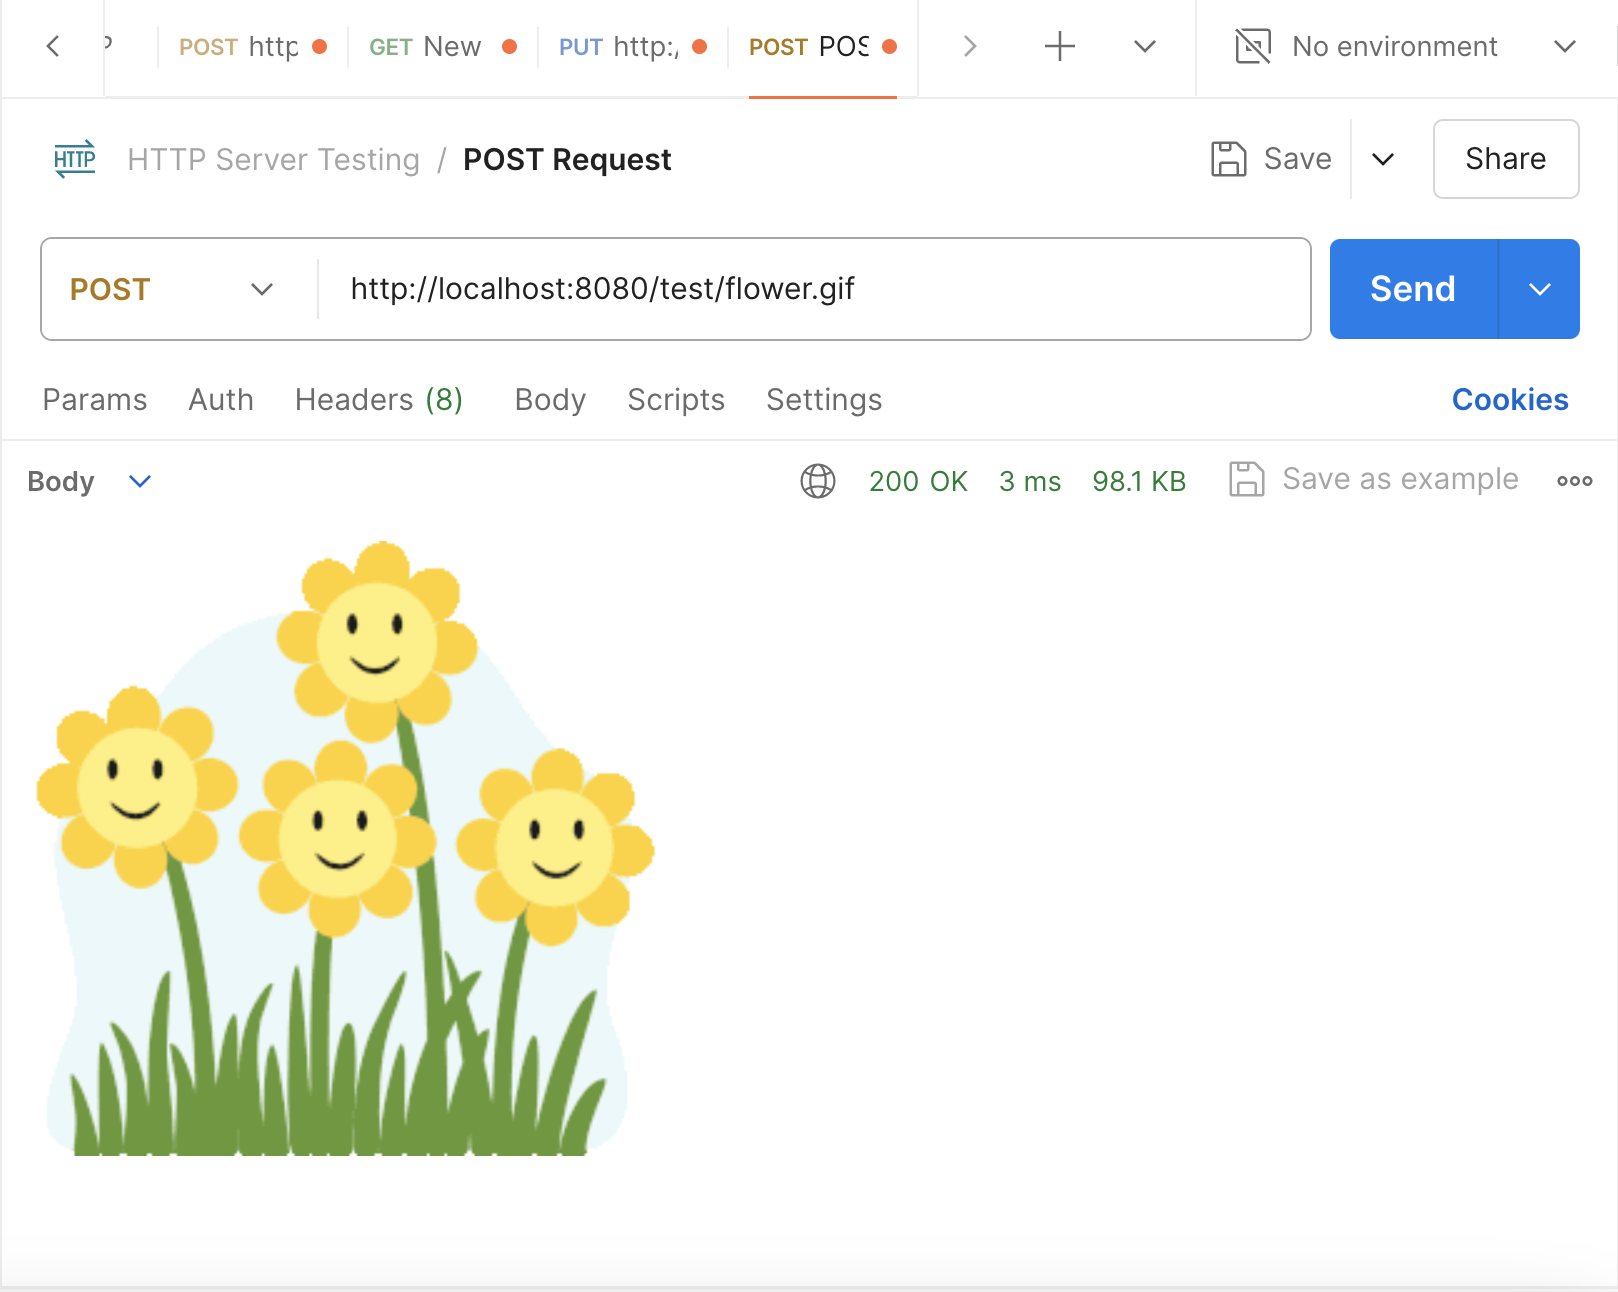 POST http GET New PUT http:/ POST POS No environment
HTTP HTTP Server Testing / POST Request Save Share
POST http://localhost:8080/test/flower.gif Send
Params Auth Headers (8) Body Scripts Settings Cookies
Body 200 OK 3 ms 98.1 KB Save as example